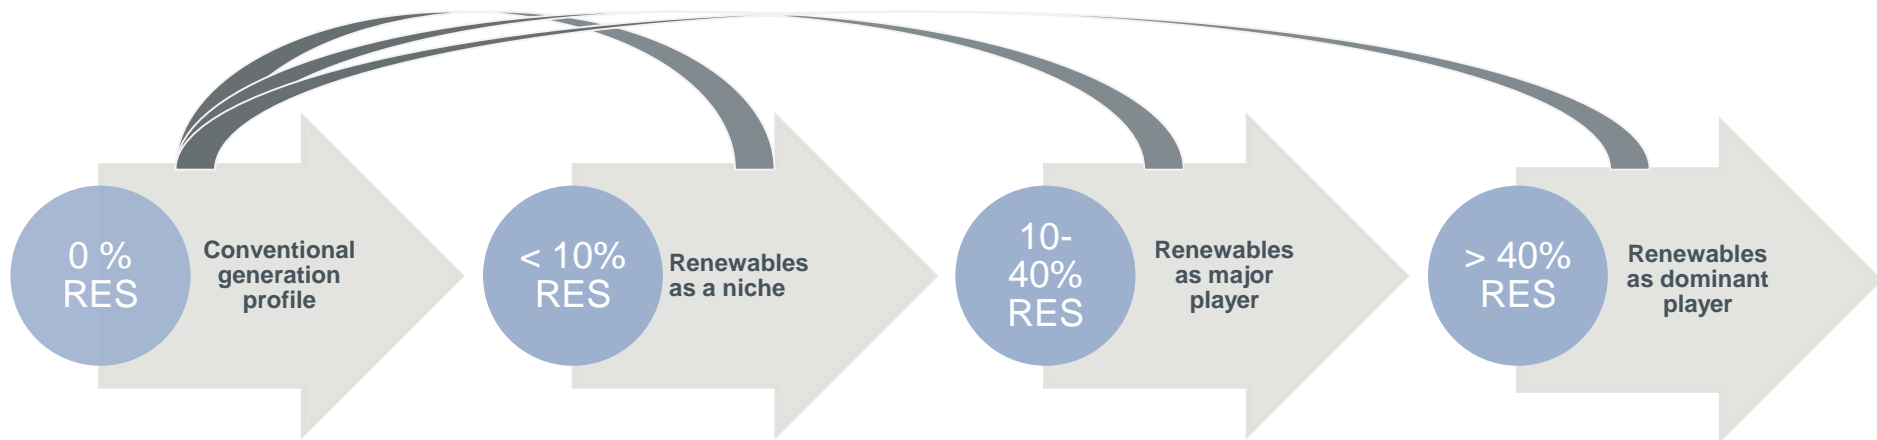 0 %
RES
Conventional
generation
profile
< 10%
RES
Renewables
as a niche
10-
40%
RES
Renewables
as major
player
> 40%
RES
Renewables
as dominant
player